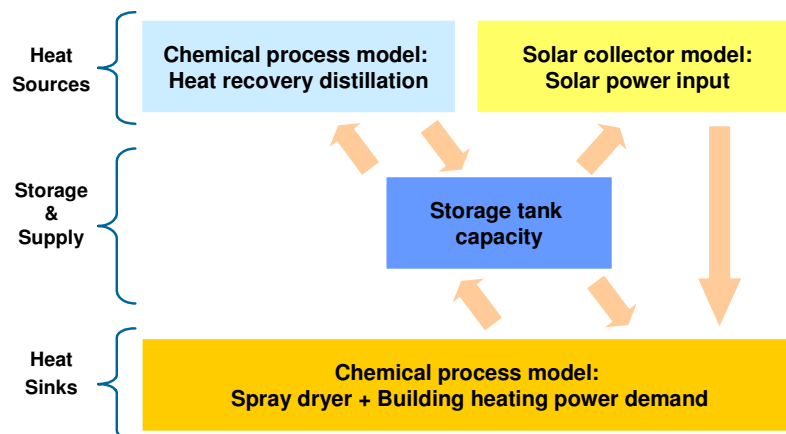 Heat
Sources
Chemical process model:
Heat recovery distillation
Solar collector model:
Solar power input
Storage
&
Supply
Storage tank
capacity
Heat
Sinks
Chemical process model:
Spray dryer + Building heating power demand